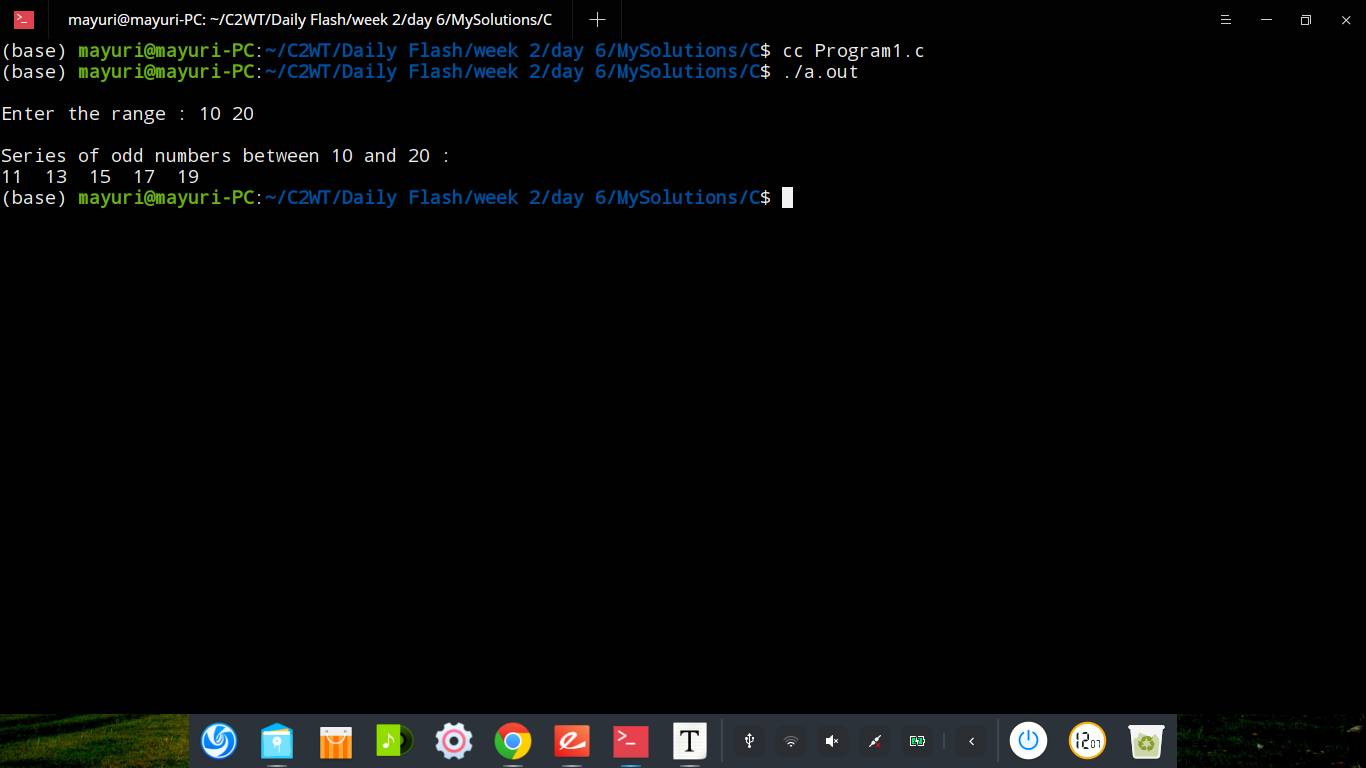 mayuri@mayuri-PC: ~/C2WT/Daily Flash/week 2/day 6/MySolutions/C
(base) mayuri@mayuri-PC:~/C2WT/Daily Flash/week 2/day 6/MySolutions/C$ cc Program1.c
(base) mayuri@mayuri-PC:~/C2WT/Daily Flash/week 2/day 6/MySolutions/C$ ./a.out
Enter the range : 10 20
Series of odd numbers between 10 and 20 :
11  13  15  17  19
(base) mayuri@mayuri-PC:~/C2WT/Daily Flash/week 2/day 6/MySolutions/C$
T
12 07